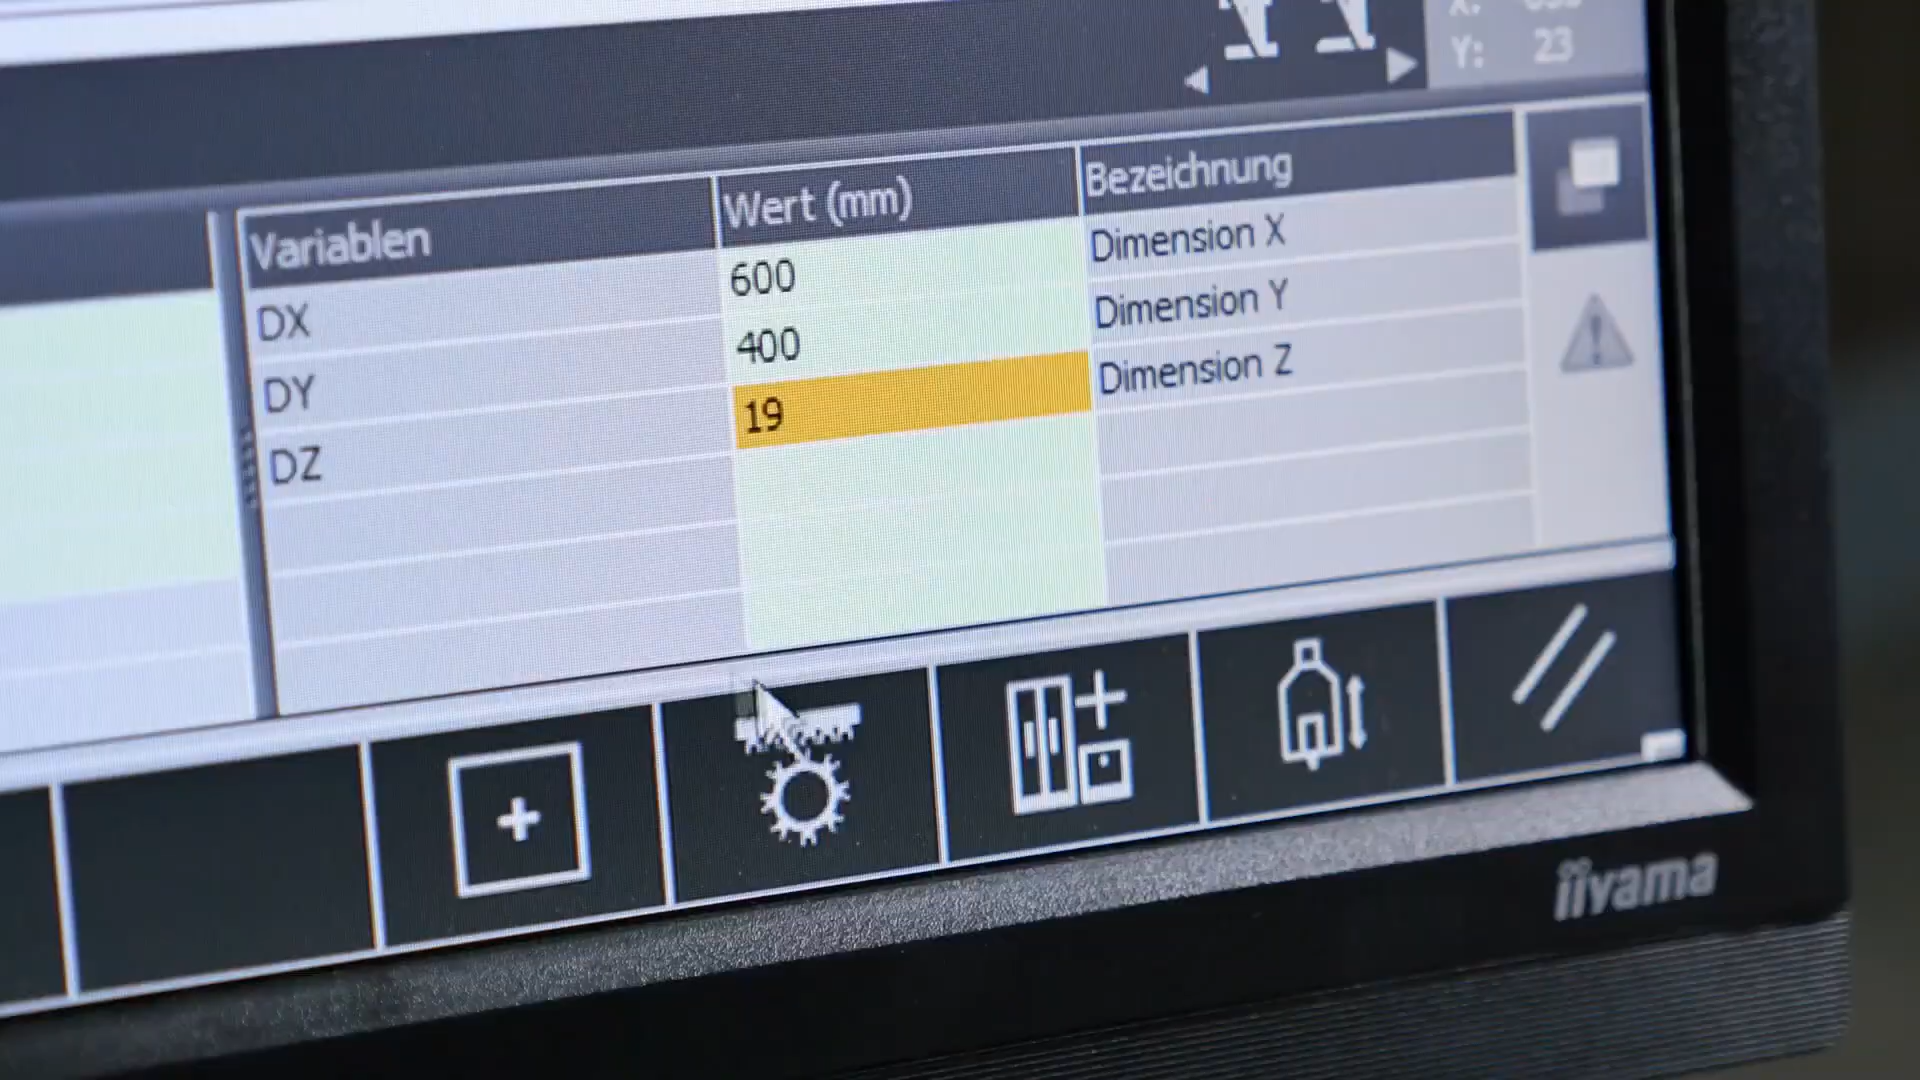 Y: 23
Variablen Wert (mm) Bezeichnung
DX 600 Dimension X
DY 400 Dimension Y
DZ 19 Dimension Z
iiyama